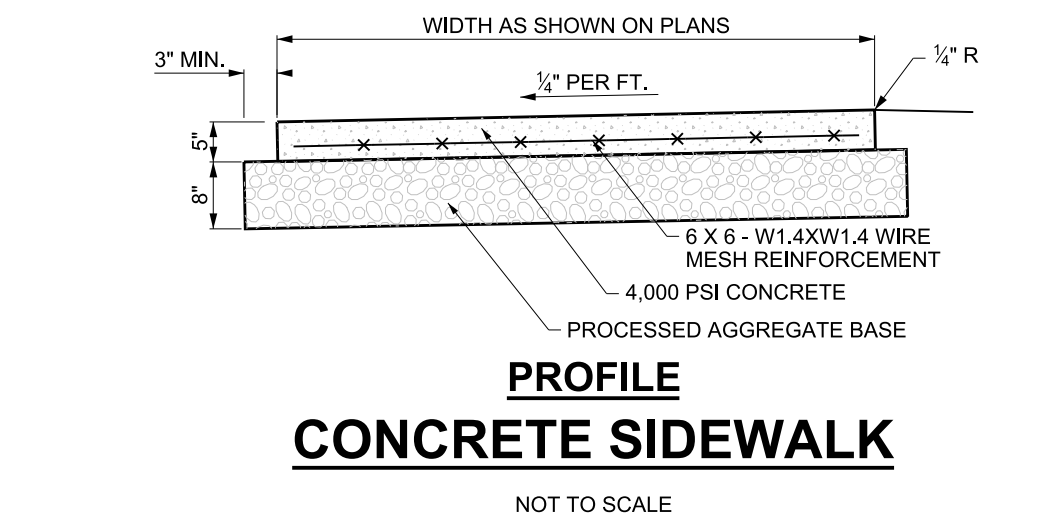 WIDTH AS SHOWN ON PLANS
3" MIN.
¼" R
¼" PER FT.
5"
8"
6 X 6 - W1.4XW1.4 WIRE
MESH REINFORCEMENT
4,000 PSI CONCRETE
PROCESSED AGGREGATE BASE
PROFILE
CONCRETE SIDEWALK
NOT TO SCALE